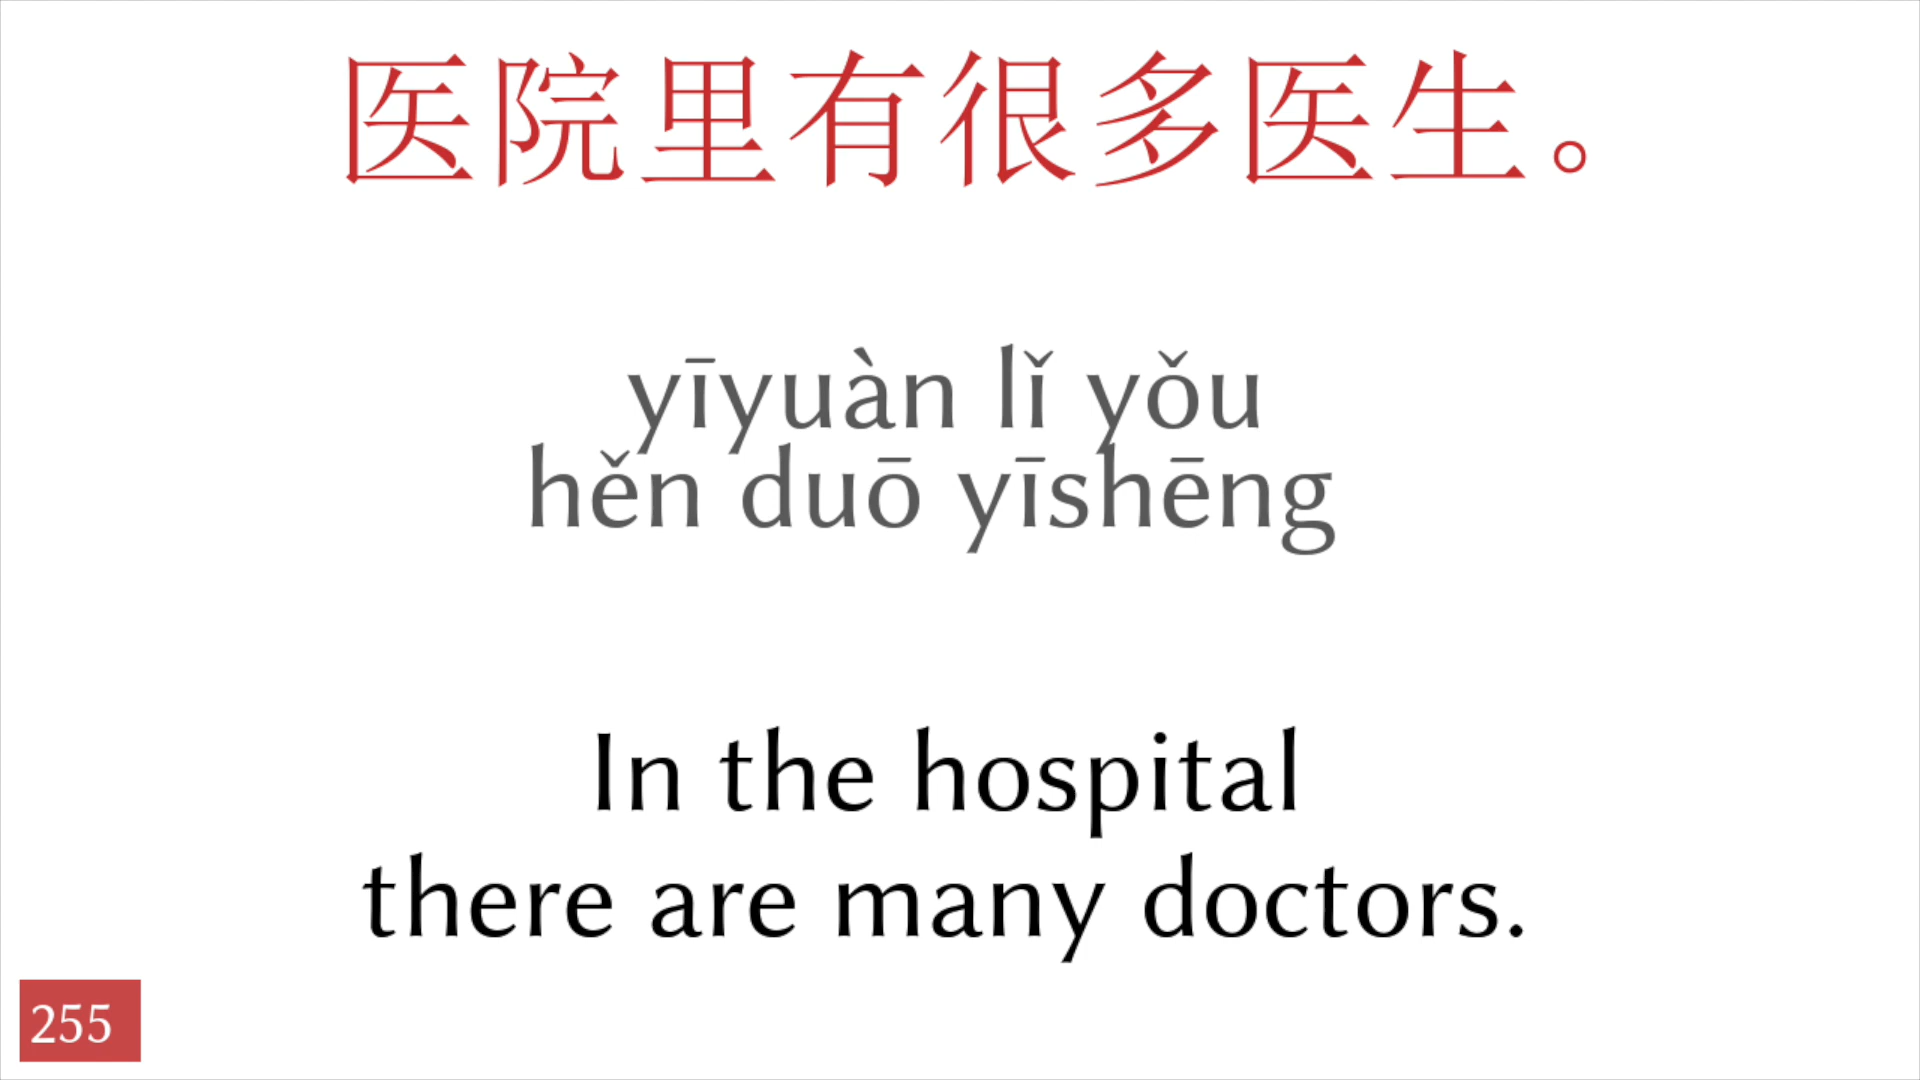 医院里有很多医生。
yīyuàn lǐ yǒu
hěn duō yīshēng
In the hospital
there are many doctors.
255